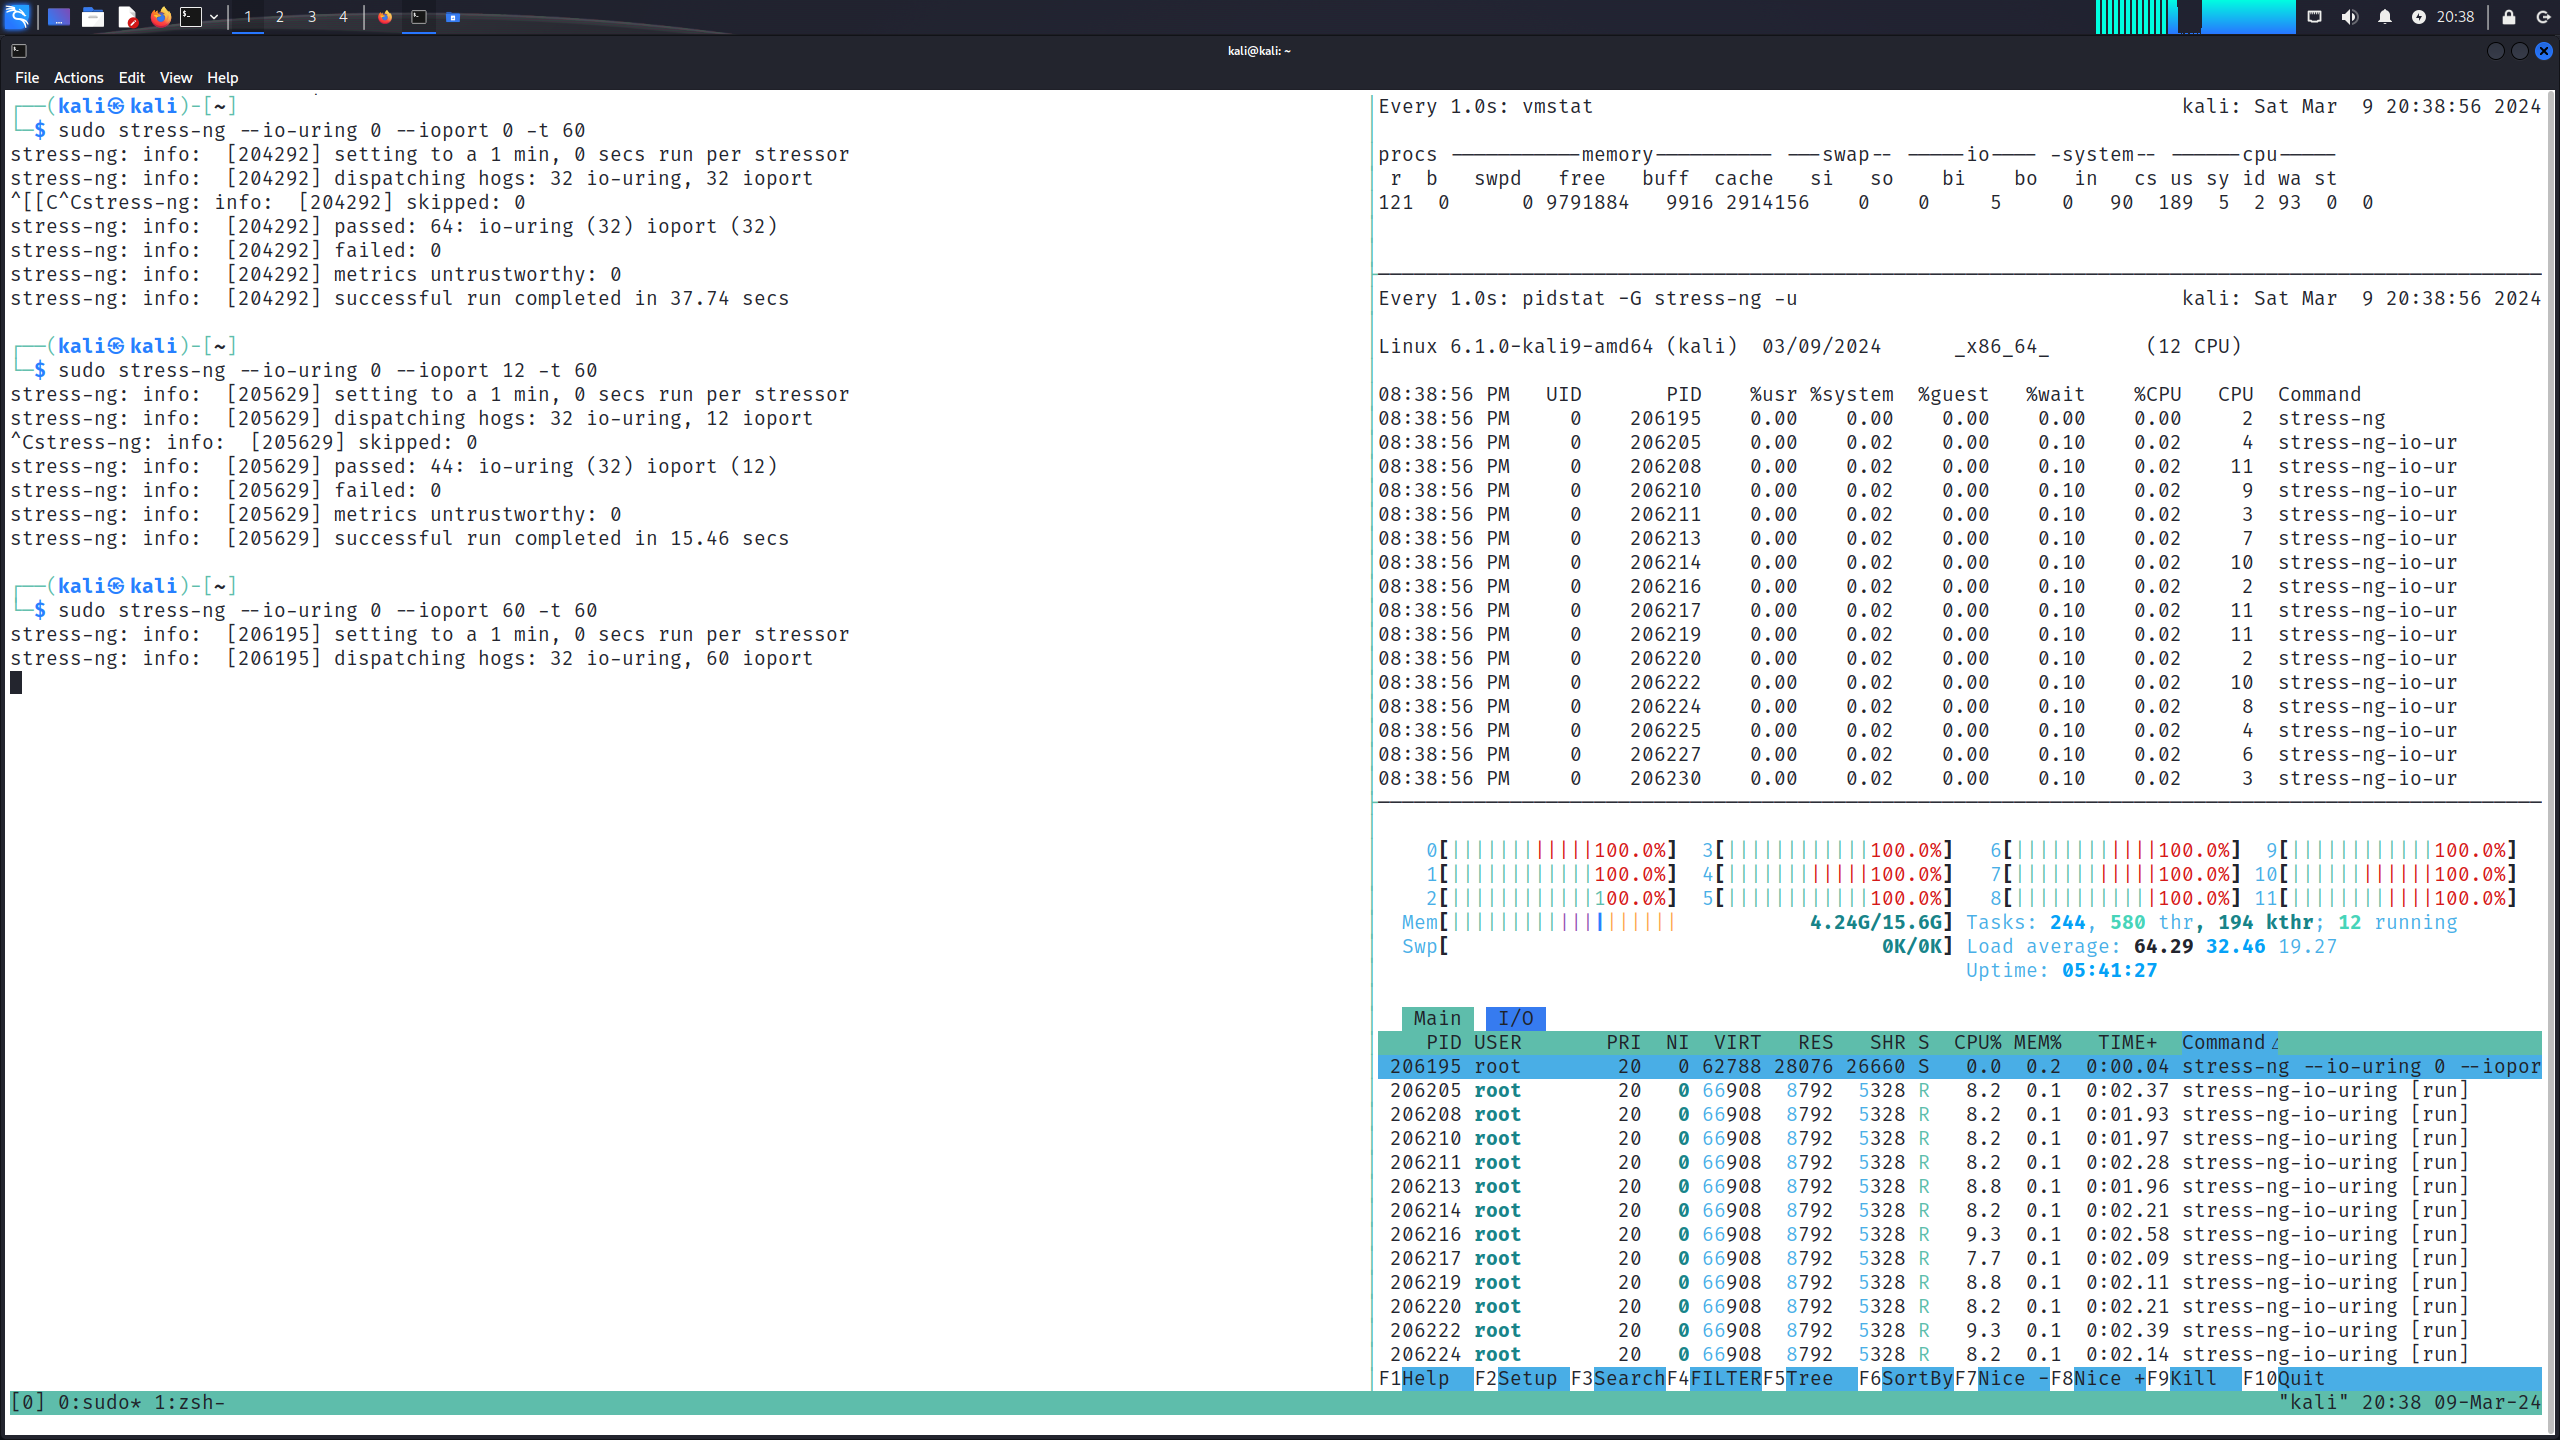 1 2 3 4
20:38
kali@kali: ~
File Actions Edit View Help
┌──(kali㉿kali)-[~]
└─$ sudo stress-ng --io-uring 0 --ioport 0 -t 60
stress-ng: info:  [204292] setting to a 1 min, 0 secs run per stressor
stress-ng: info:  [204292] dispatching hogs: 32 io-uring, 32 ioport
^[[C^Cstress-ng: info:  [204292] skipped: 0
stress-ng: info:  [204292] passed: 64: io-uring (32) ioport (32)
stress-ng: info:  [204292] failed: 0
stress-ng: info:  [204292] metrics untrustworthy: 0
stress-ng: info:  [204292] successful run completed in 37.74 secs
┌──(kali㉿kali)-[~]
└─$ sudo stress-ng --io-uring 0 --ioport 12 -t 60
stress-ng: info:  [205629] setting to a 1 min, 0 secs run per stressor
stress-ng: info:  [205629] dispatching hogs: 32 io-uring, 12 ioport
^Cstress-ng: info:  [205629] skipped: 0
stress-ng: info:  [205629] passed: 44: io-uring (32) ioport (12)
stress-ng: info:  [205629] failed: 0
stress-ng: info:  [205629] metrics untrustworthy: 0
stress-ng: info:  [205629] successful run completed in 15.46 secs
┌──(kali㉿kali)-[~]
└─$ sudo stress-ng --io-uring 0 --ioport 60 -t 60
stress-ng: info:  [206195] setting to a 1 min, 0 secs run per stressor
stress-ng: info:  [206195] dispatching hogs: 32 io-uring, 60 ioport
Every 1.0s: vmstat kali: Sat Mar  9 20:38:56 2024
procs -----------memory---------- ---swap-- -----io---- -system-- ------cpu-----
r b swpd free buff cache si so bi bo in cs us sy id wa st
121 0 0 9791884 9916 2914156 0 0 5 0 90 189 5 2 93 0 0
Every 1.0s: pidstat -G stress-ng -u kali: Sat Mar  9 20:38:56 2024
Linux 6.1.0-kali9-amd64 (kali) 03/09/2024 _x86_64_ (12 CPU)
08:38:56 PM UID PID %usr %system %guest %wait %CPU CPU Command
08:38:56 PM 0 206195 0.00 0.00 0.00 0.00 0.00 2 stress-ng
08:38:56 PM 0 206205 0.00 0.02 0.00 0.10 0.02 4 stress-ng-io-ur
08:38:56 PM 0 206208 0.00 0.02 0.00 0.10 0.02 11 stress-ng-io-ur
08:38:56 PM 0 206210 0.00 0.02 0.00 0.10 0.02 9 stress-ng-io-ur
08:38:56 PM 0 206211 0.00 0.02 0.00 0.10 0.02 3 stress-ng-io-ur
08:38:56 PM 0 206213 0.00 0.02 0.00 0.10 0.02 7 stress-ng-io-ur
08:38:56 PM 0 206214 0.00 0.02 0.00 0.10 0.02 10 stress-ng-io-ur
08:38:56 PM 0 206216 0.00 0.02 0.00 0.10 0.02 2 stress-ng-io-ur
08:38:56 PM 0 206217 0.00 0.02 0.00 0.10 0.02 11 stress-ng-io-ur
08:38:56 PM 0 206219 0.00 0.02 0.00 0.10 0.02 11 stress-ng-io-ur
08:38:56 PM 0 206220 0.00 0.02 0.00 0.10 0.02 2 stress-ng-io-ur
08:38:56 PM 0 206222 0.00 0.02 0.00 0.10 0.02 10 stress-ng-io-ur
08:38:56 PM 0 206224 0.00 0.02 0.00 0.10 0.02 8 stress-ng-io-ur
08:38:56 PM 0 206225 0.00 0.02 0.00 0.10 0.02 4 stress-ng-io-ur
08:38:56 PM 0 206227 0.00 0.02 0.00 0.10 0.02 6 stress-ng-io-ur
08:38:56 PM 0 206230 0.00 0.02 0.00 0.10 0.02 3 stress-ng-io-ur
0[||||||||||||100.0%] 3[||||||||||||100.0%] 6[||||||||||||100.0%] 9[||||||||||||100.0%]
1[||||||||||||100.0%] 4[||||||||||||100.0%] 7[||||||||||||100.0%] 10[||||||||||||100.0%]
2[||||||||||||100.0%] 5[||||||||||||100.0%] 8[||||||||||||100.0%] 11[||||||||||||100.0%]
Mem[||||||||||||||||||| 4.24G/15.6G] Tasks: 244, 580 thr, 194 kthr; 12 running
Swp[ 0K/0K] Load average: 64.29 32.46 19.27
Uptime: 05:41:27
Main I/O
PID USER PRI NI VIRT RES SHR S CPU% MEM% TIME+ Command△
206195 root 20 0 62788 28076 26660 S 0.0 0.2 0:00.04 stress-ng --io-uring 0 --iopor
206205 root 20 0 66908 8792 5328 R 8.2 0.1 0:02.37 stress-ng-io-uring [run]
206208 root 20 0 66908 8792 5328 R 8.2 0.1 0:01.93 stress-ng-io-uring [run]
206210 root 20 0 66908 8792 5328 R 8.2 0.1 0:01.97 stress-ng-io-uring [run]
206211 root 20 0 66908 8792 5328 R 8.2 0.1 0:02.28 stress-ng-io-uring [run]
206213 root 20 0 66908 8792 5328 R 8.8 0.1 0:01.96 stress-ng-io-uring [run]
206214 root 20 0 66908 8792 5328 R 8.2 0.1 0:02.21 stress-ng-io-uring [run]
206216 root 20 0 66908 8792 5328 R 9.3 0.1 0:02.58 stress-ng-io-uring [run]
206217 root 20 0 66908 8792 5328 R 7.7 0.1 0:02.09 stress-ng-io-uring [run]
206219 root 20 0 66908 8792 5328 R 8.8 0.1 0:02.11 stress-ng-io-uring [run]
206220 root 20 0 66908 8792 5328 R 8.2 0.1 0:02.21 stress-ng-io-uring [run]
206222 root 20 0 66908 8792 5328 R 9.3 0.1 0:02.39 stress-ng-io-uring [run]
206224 root 20 0 66908 8792 5328 R 8.2 0.1 0:02.14 stress-ng-io-uring [run]
F1Help F2Setup F3SearchF4FILTERF5Tree F6SortByF7Nice -F8Nice +F9Kill F10Quit
[0] 0:sudo* 1:zsh- "kali" 20:38 09-Mar-24